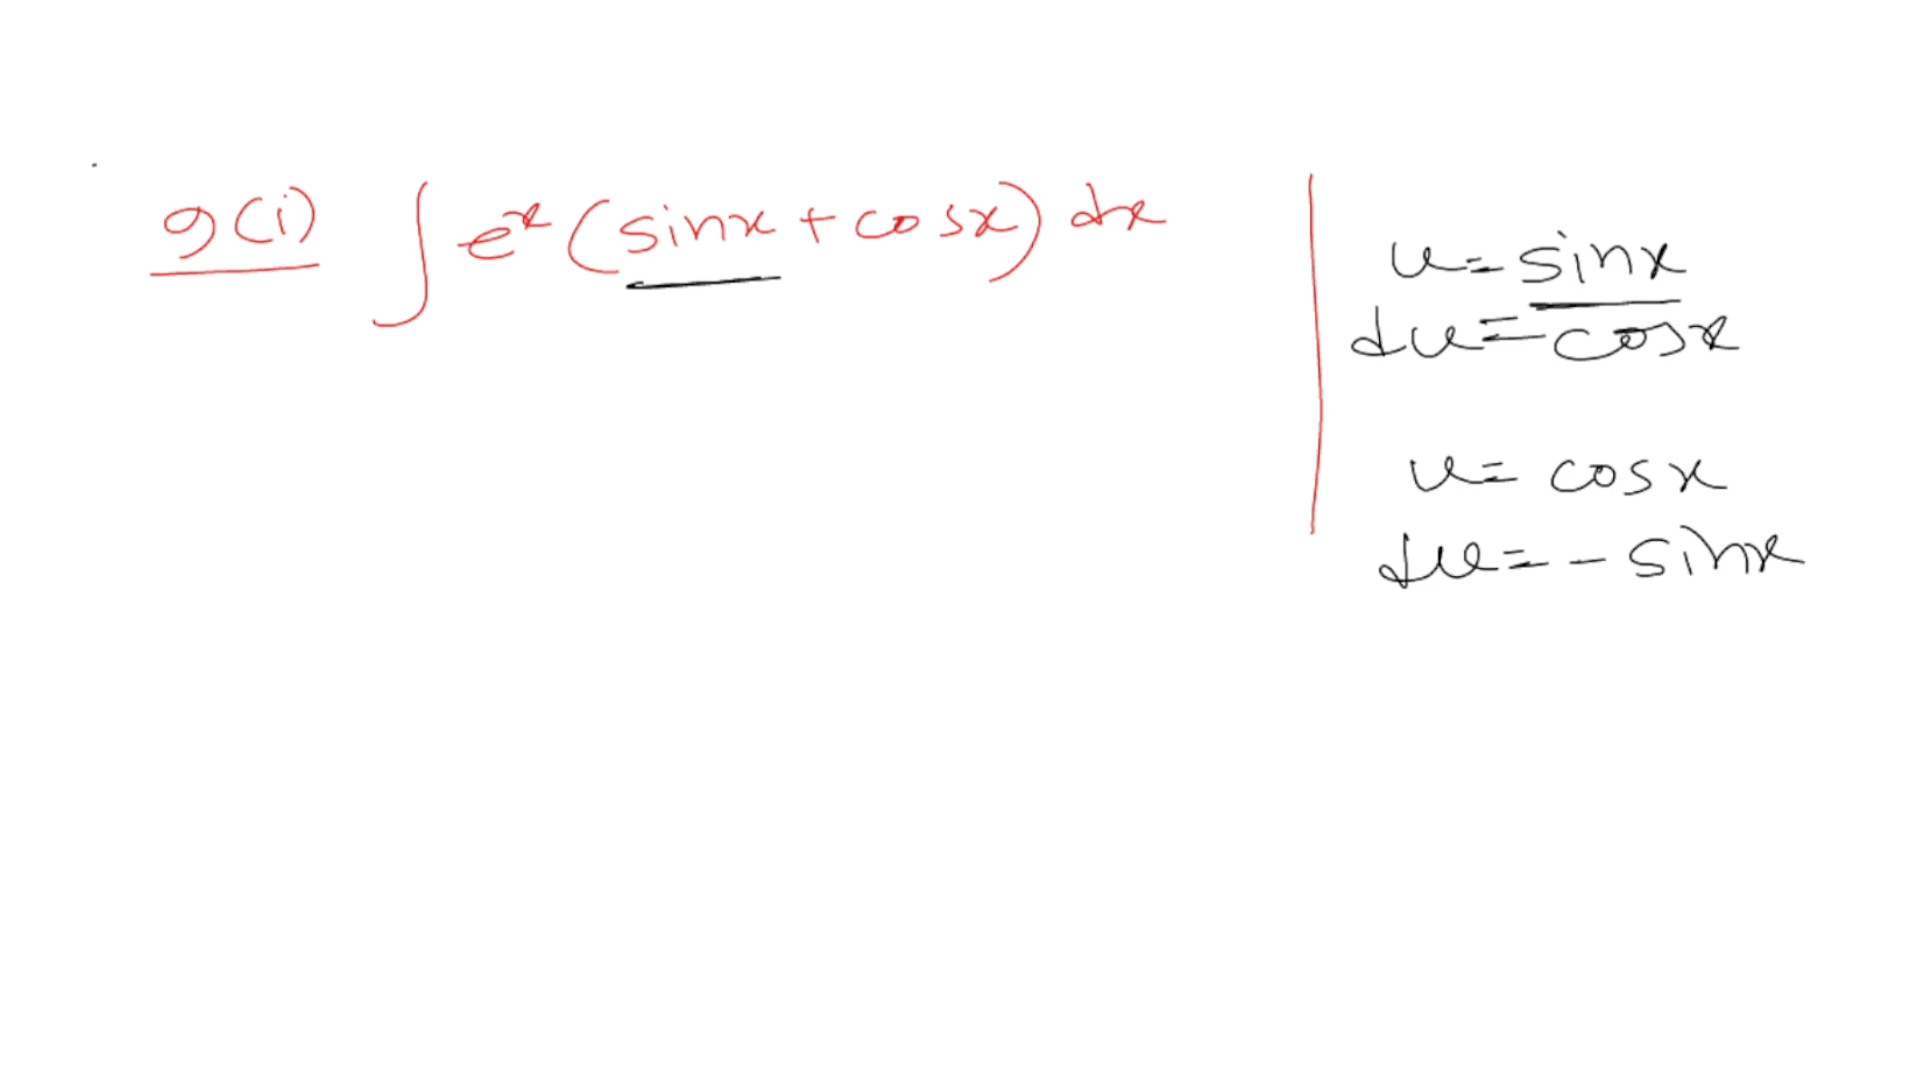 9(i) ∫ e^x (sinx + cosx) dx
u = sinx
du = cosx
u = cosx
du = - sinx